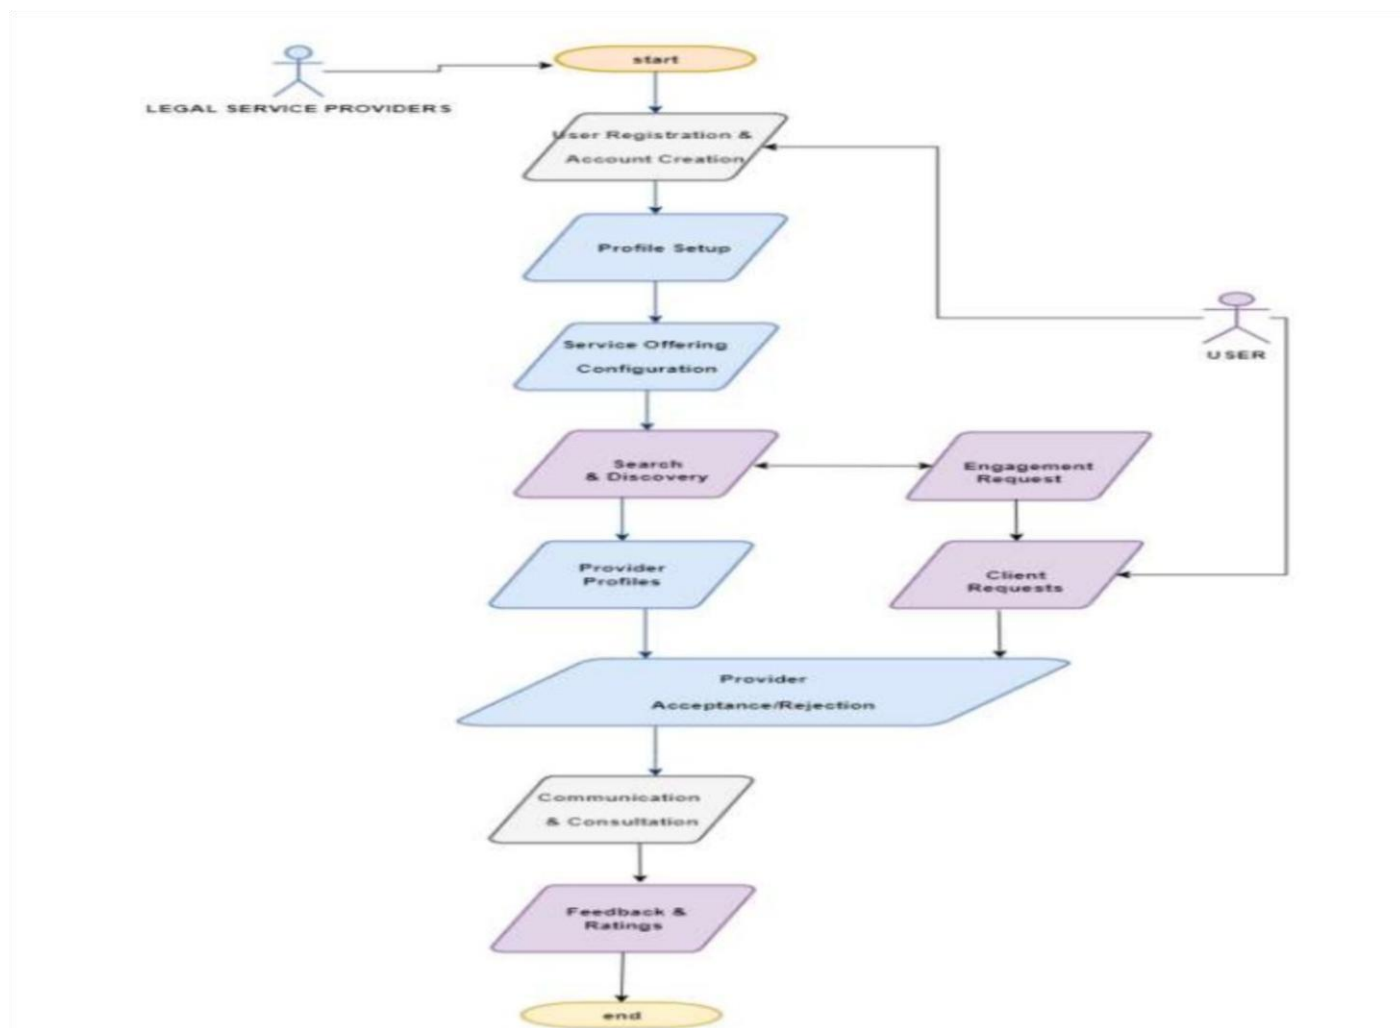 start
LEGAL SERVICE PROVIDERS
User Registration &
Account Creation
Profile Setup
Service Offering
Configuration
USER
Search
& Discovery
Engagement
Request
Provider
Profiles
Client
Requests
Provider
Acceptance/Rejection
Communication
& Consultation
Feedback &
Ratings
end